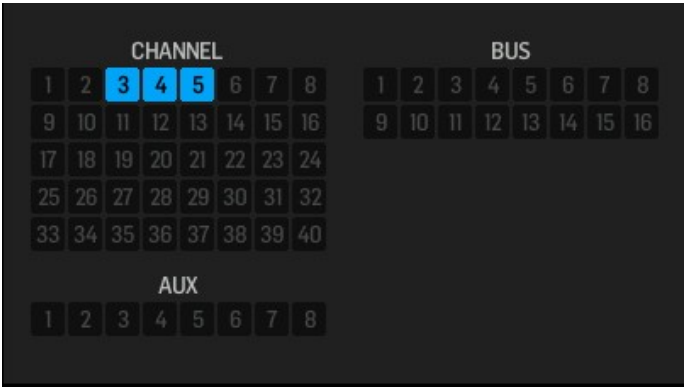 CHANNEL
1 2 3 4 5 6 7 8
9 10 11 12 13 14 15 16
17 18 19 20 21 22 23 24
25 26 27 28 29 30 31 32
33 34 35 36 37 38 39 40
BUS
1 2 3 4 5 6 7 8
9 10 11 12 13 14 15 16
AUX
1 2 3 4 5 6 7 8